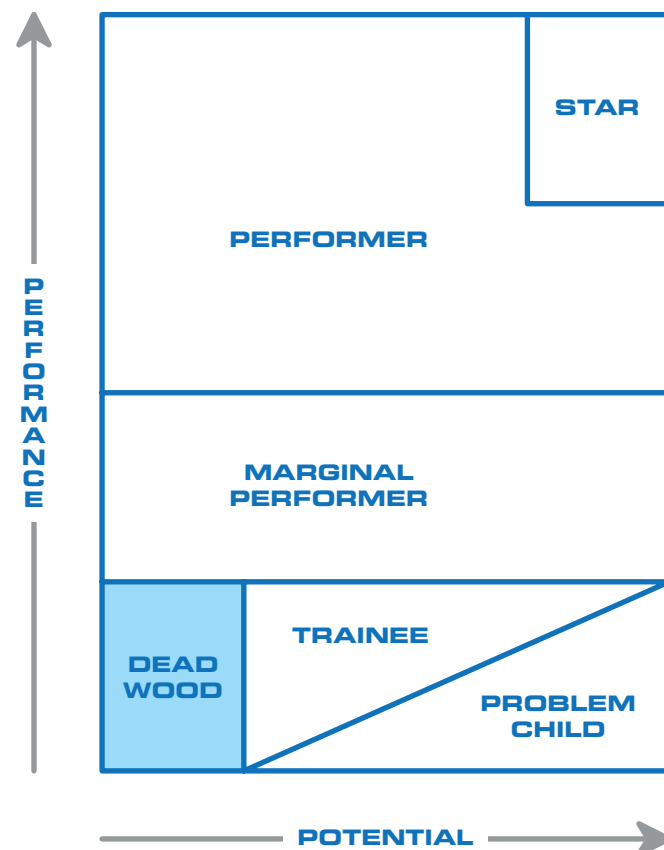 STAR
PERFORMER
PERFORMANCE
MARGINAL
PERFORMER
TRAINEE
DEAD
WOOD
PROBLEM
CHILD
POTENTIAL